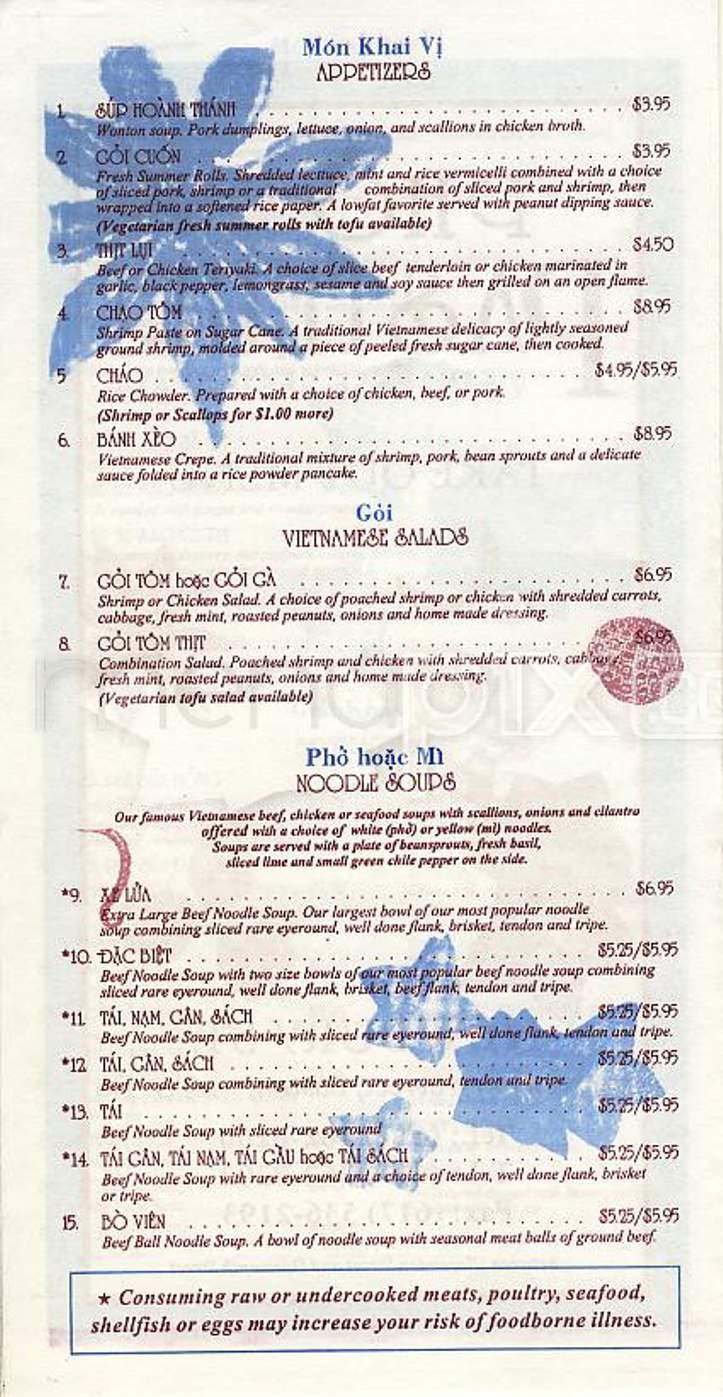 Món Khai Vị
APPETIZERS
1. SÚP HOÀNH THÁNH . . . . . $3.95
Wonton soup. Pork dumplings, lettuce, onion, and scallions in chicken broth.
2. GỎI CUỐN . . . . . $3.95
Fresh Summer Rolls. Shredded lecttuce, mint and rice vermicelli combined with a choice
of sliced pork, shrimp or a traditional combination of sliced pork and shrimp, then
wrapped into a softened rice paper. A lowfat favorite served with peanut dipping sauce.
(Vegetarian fresh summer rolls with tofu available)
3. THỊT LỤI . . . . . $4.50
Beef or Chicken Teriyaki. A choice of slice beef tenderloin or chicken marinated in
garlic, black pepper, lemongrass, sesame and soy sauce then grilled on an open flame.
4. CHẠO TÔM . . . . . $8.95
Shrimp Paste on Sugar Cane. A traditional Vietnamese delicacy of lightly seasoned
ground shrimp, molded around a piece of peeled fresh sugar cane, then cooked.
5 CHÁO . . . . . $4.95/$5.95
Rice Chowder. Prepared with a choice of chicken, beef, or pork.
(Shrimp or Scallops for $1.00 more)
6. BÁNH XÈO . . . . . $8.95
Vietnamese Crepe. A traditional mixture of shrimp, pork, bean sprouts and a delicate
sauce folded into a rice powder pancake.
Gỏi
VIETNAMESE SALADS
7. GỎI TÔM hoặc GỎI GÀ . . . . . $6.95
Shrimp or Chicken Salad. A choice of poached shrimp or chicken with shredded carrots,
cabbage, fresh mint, roasted peanuts, onions and home made dressing.
8. GỎI TÔM THỊT . . . . . $6.95
Combination Salad. Poached shrimp and chicken with shredded carrots, cabbage,
fresh mint, roasted peanuts, onions and home made dressing.
(Vegetarian tofu salad available)
Phở hoặc Mì
NOODLE SOUPS
Our famous Vietnamese beef, chicken or seafood soups with scallions, onions and cilantro
offered with a choice of white (phở) or yellow (mì) noodles.
Soups are served with a plate of beansprouts, fresh basil,
sliced lime and small green chile pepper on the side.
*9. XE LỬA . . . . . $6.95
Extra Large Beef Noodle Soup. Our largest bowl of our most popular noodle
soup combining sliced rare eyeround, well done flank, brisket, tendon and tripe.
*10. ĐẶC BIỆT . . . . . $5.25/$5.95
Beef Noodle Soup with two size bowls of our most popular beef noodle soup combining
sliced rare eyeround, well done flank, brisket, beef flank, tendon and tripe.
*11. TÁI, NẠM, GÂN, SÁCH . . . . . $5.25/$5.95
Beef Noodle Soup combining with sliced rare eyeround, well done flank, tendon and tripe.
*12 TÁI, GÂN, SÁCH . . . . . $5.25/$5.95
Beef Noodle Soup combining with sliced rare eyeround, tendon and tripe.
*13. TÁI . . . . . $5.25/$5.95
Beef Noodle Soup with sliced rare eyeround
*14. TÁI GÂN, TÁI NẠM, TÁI GẦU hoặc TÁI SÁCH . . . . . $5.25/$5.95
Beef Noodle Soup with rare eyeround and a choice of tendon, well done flank, brisket
or tripe.
15. BÒ VIÊN . . . . . $5.25/$5.95
Beef Ball Noodle Soup. A bowl of noodle soup with seasonal meat balls of ground beef.
★ Consuming raw or undercooked meats, poultry, seafood,
shellfish or eggs may increase your risk of foodborne illness.